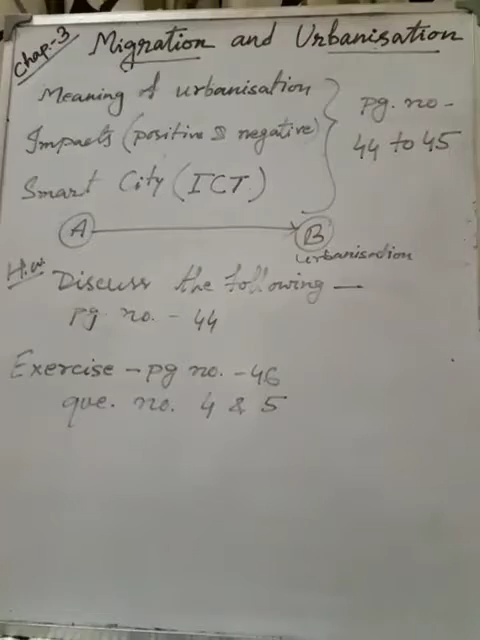 Chap.-3 Migration and Urbanisation
Meaning of urbanisation
Impacts (positive & negative)
Smart City (ICT)
pg. no -
44 to 45
A B
urbanisation
H.w. Discuss the following —
pg. no. - 44
Exercise - pg no. - 46
que. no. 4 & 5